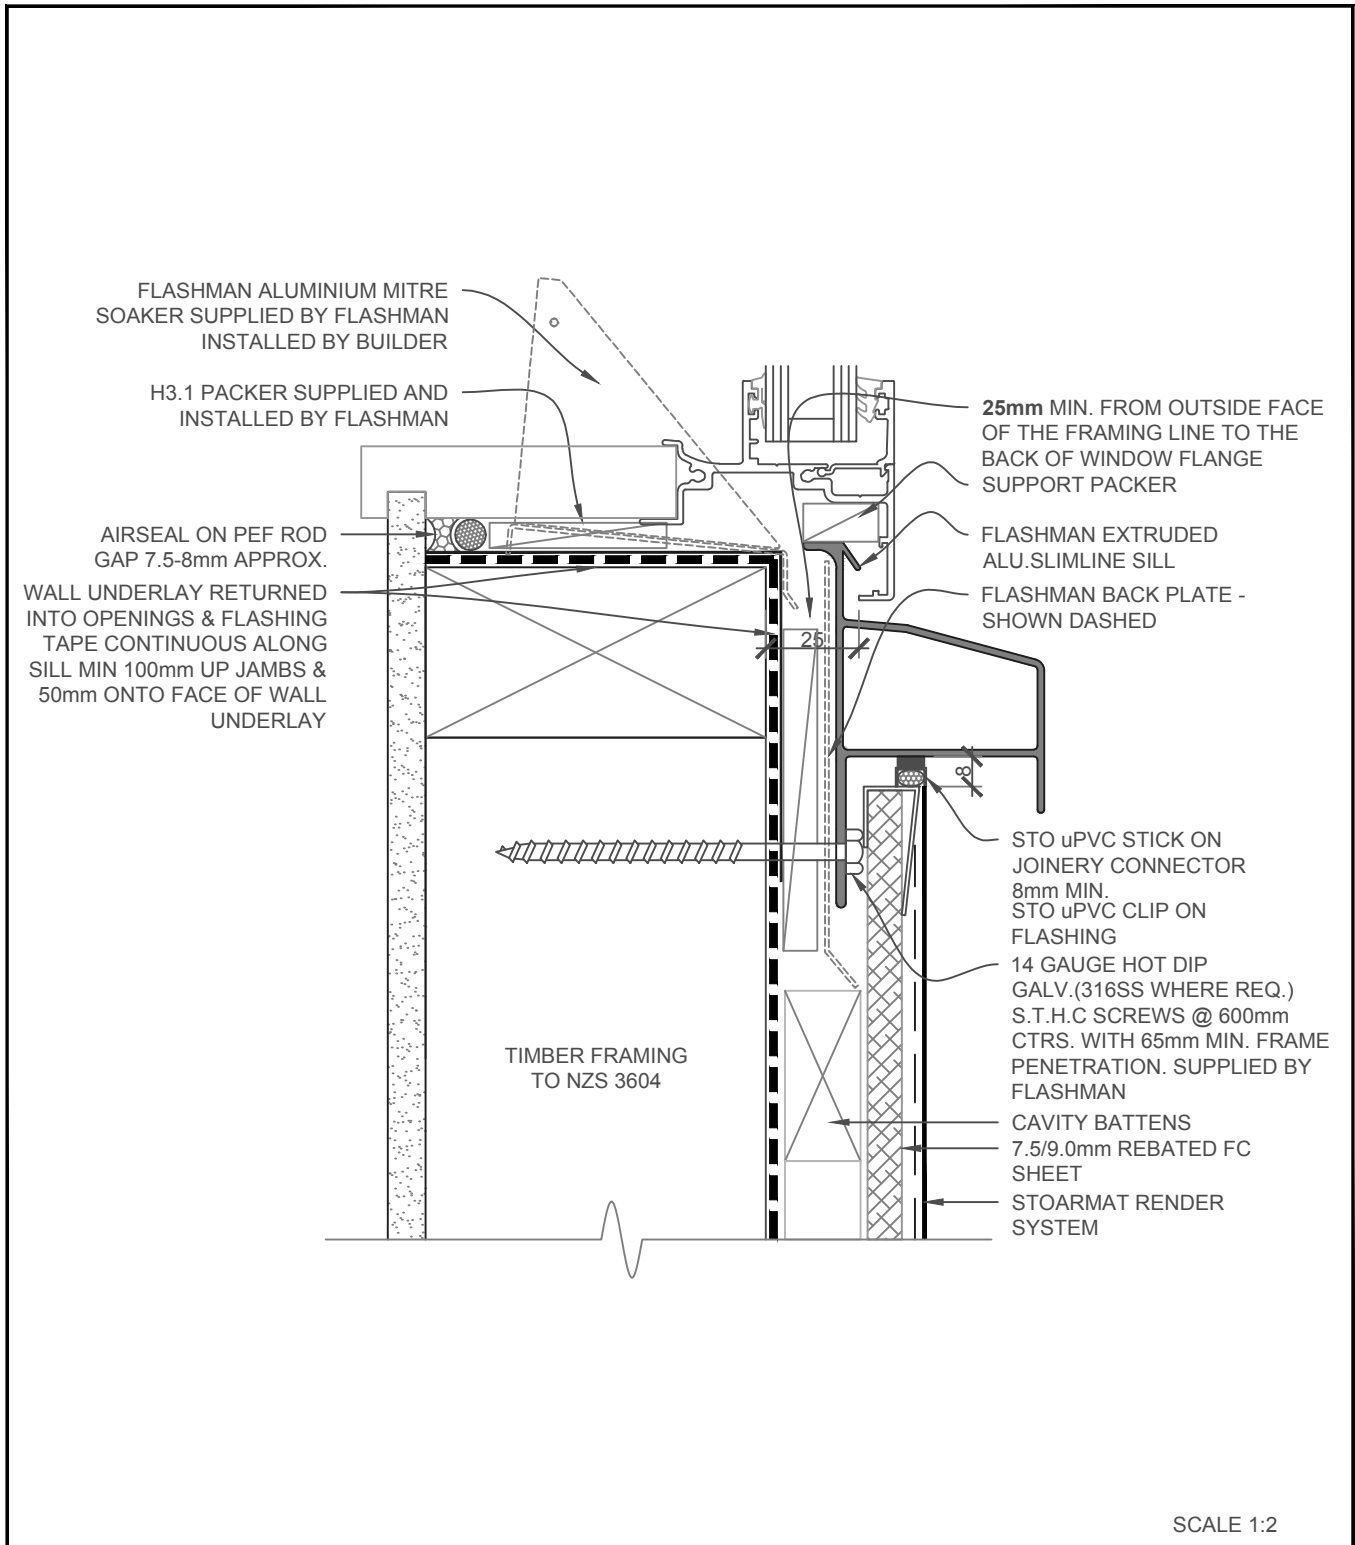 FLASHMAN ALUMINIUM MITRE
SOAKER SUPPLIED BY FLASHMAN
INSTALLED BY BUILDER
H3.1 PACKER SUPPLIED AND
INSTALLED BY FLASHMAN
AIRSEAL ON PEF ROD
GAP 7.5-8mm APPROX.
WALL UNDERLAY RETURNED
INTO OPENINGS & FLASHING
TAPE CONTINUOUS ALONG
SILL MIN 100mm UP JAMBS &
50mm ONTO FACE OF WALL
UNDERLAY
25mm MIN. FROM OUTSIDE FACE
OF THE FRAMING LINE TO THE
BACK OF WINDOW FLANGE
SUPPORT PACKER
FLASHMAN EXTRUDED
ALU.SLIMLINE SILL
FLASHMAN BACK PLATE -
SHOWN DASHED
25
8
STO uPVC STICK ON
JOINERY CONNECTOR
8mm MIN.
STO uPVC CLIP ON
FLASHING
14 GAUGE HOT DIP
GALV.(316SS WHERE REQ.)
S.T.H.C SCREWS @ 600mm
CTRS. WITH 65mm MIN. FRAME
PENETRATION. SUPPLIED BY
FLASHMAN
TIMBER FRAMING
TO NZS 3604
CAVITY BATTENS
7.5/9.0mm REBATED FC
SHEET
STOARMAT RENDER
SYSTEM
SCALE 1:2